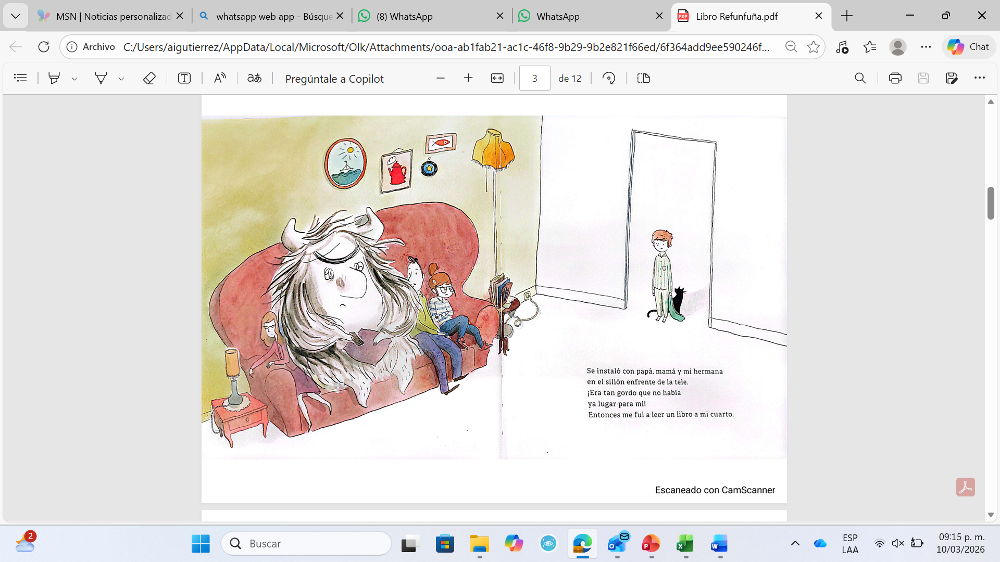 MSN | Noticias personalizad
whatsapp web app - Búsque
(8) WhatsApp
WhatsApp
Libro Refunfuña.pdf
Archivo
C:/Users/aigutierrez/AppData/Local/Microsoft/Olk/Attachments/ooa-ab1fab21-ac1c-46f8-9b29-9b2e821f66ed/6f364add9ee590246f...
Chat
Pregúntale a Copilot
3
de 12
Se instaló con papá, mamá y mi hermana
en el sillón enfrente de la tele.
¡Era tan gordo que no había
ya lugar para mí!
Entonces me fui a leer un libro a mi cuarto.
Escaneado con CamScanner
2
Buscar
ESP
LAA
09:15 p. m.
10/03/2026